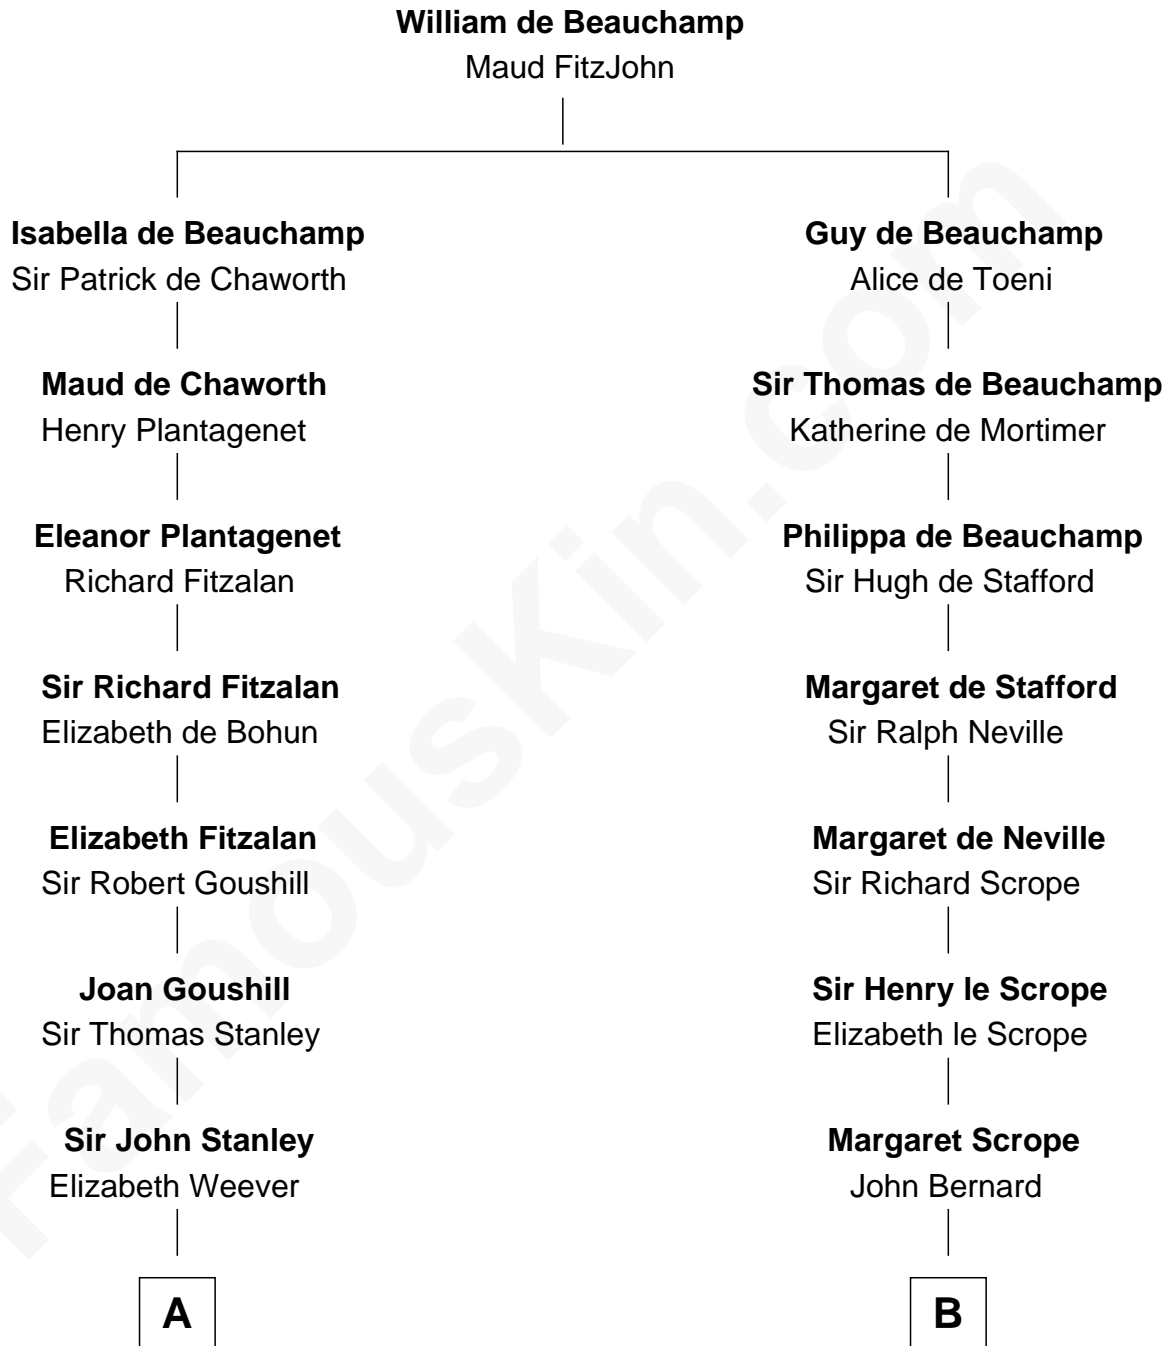 William de Beauchamp
Maud FitzJohn
Isabella de Beauchamp
Sir Patrick de Chaworth
Guy de Beauchamp
Alice de Toeni
Maud de Chaworth
Henry Plantagenet
Sir Thomas de Beauchamp
Katherine de Mortimer
Eleanor Plantagenet
Richard Fitzalan
Philippa de Beauchamp
Sir Hugh de Stafford
Sir Richard Fitzalan
Elizabeth de Bohun
Margaret de Stafford
Sir Ralph Neville
Elizabeth Fitzalan
Sir Robert Goushill
Margaret de Neville
Sir Richard Scrope
Joan Goushill
Sir Thomas Stanley
Sir Henry le Scrope
Elizabeth le Scrope
Sir John Stanley
Elizabeth Weever
Margaret Scrope
John Bernard
A
B
FamousKin.com